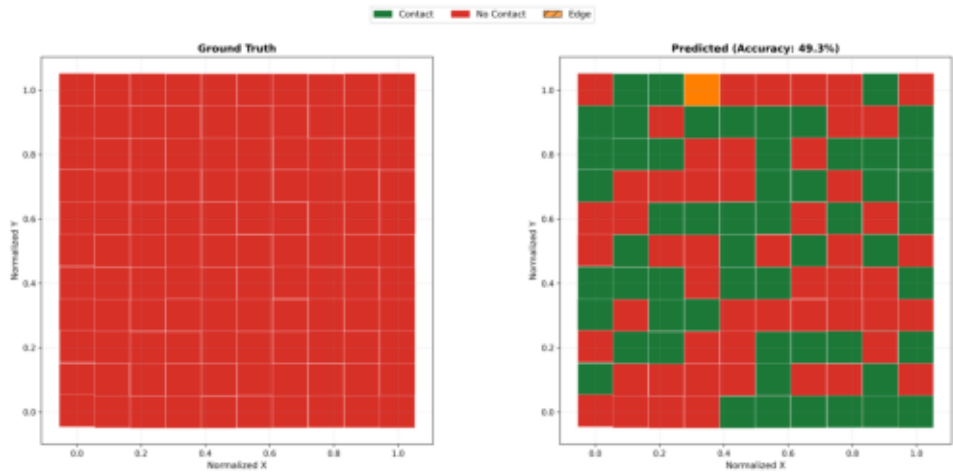 Contact No Contact Edge
Ground Truth Predicted (Accuracy: 49.3%)
1.0
0.8
0.6
0.4
0.2
0.0
Normalized Y
0.0 0.2 0.4 0.6 0.8 1.0
Normalized X
1.0
0.8
0.6
0.4
0.2
0.0
Normalized Y
0.0 0.2 0.4 0.6 0.8 1.0
Normalized X